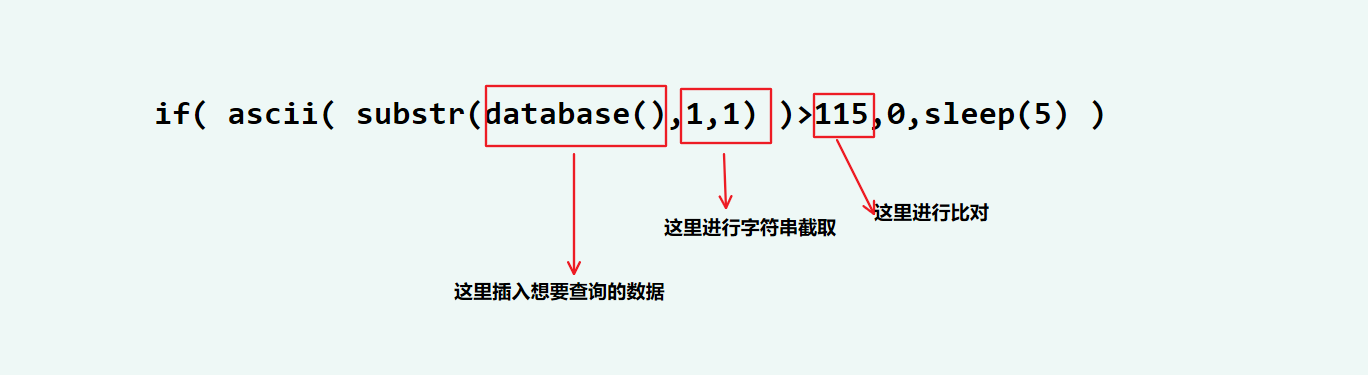 if( ascii( substr(database(),1,1) )>115,0,sleep(5) )
这里进行比对
这里进行字符串截取
这里插入想要查询的数据